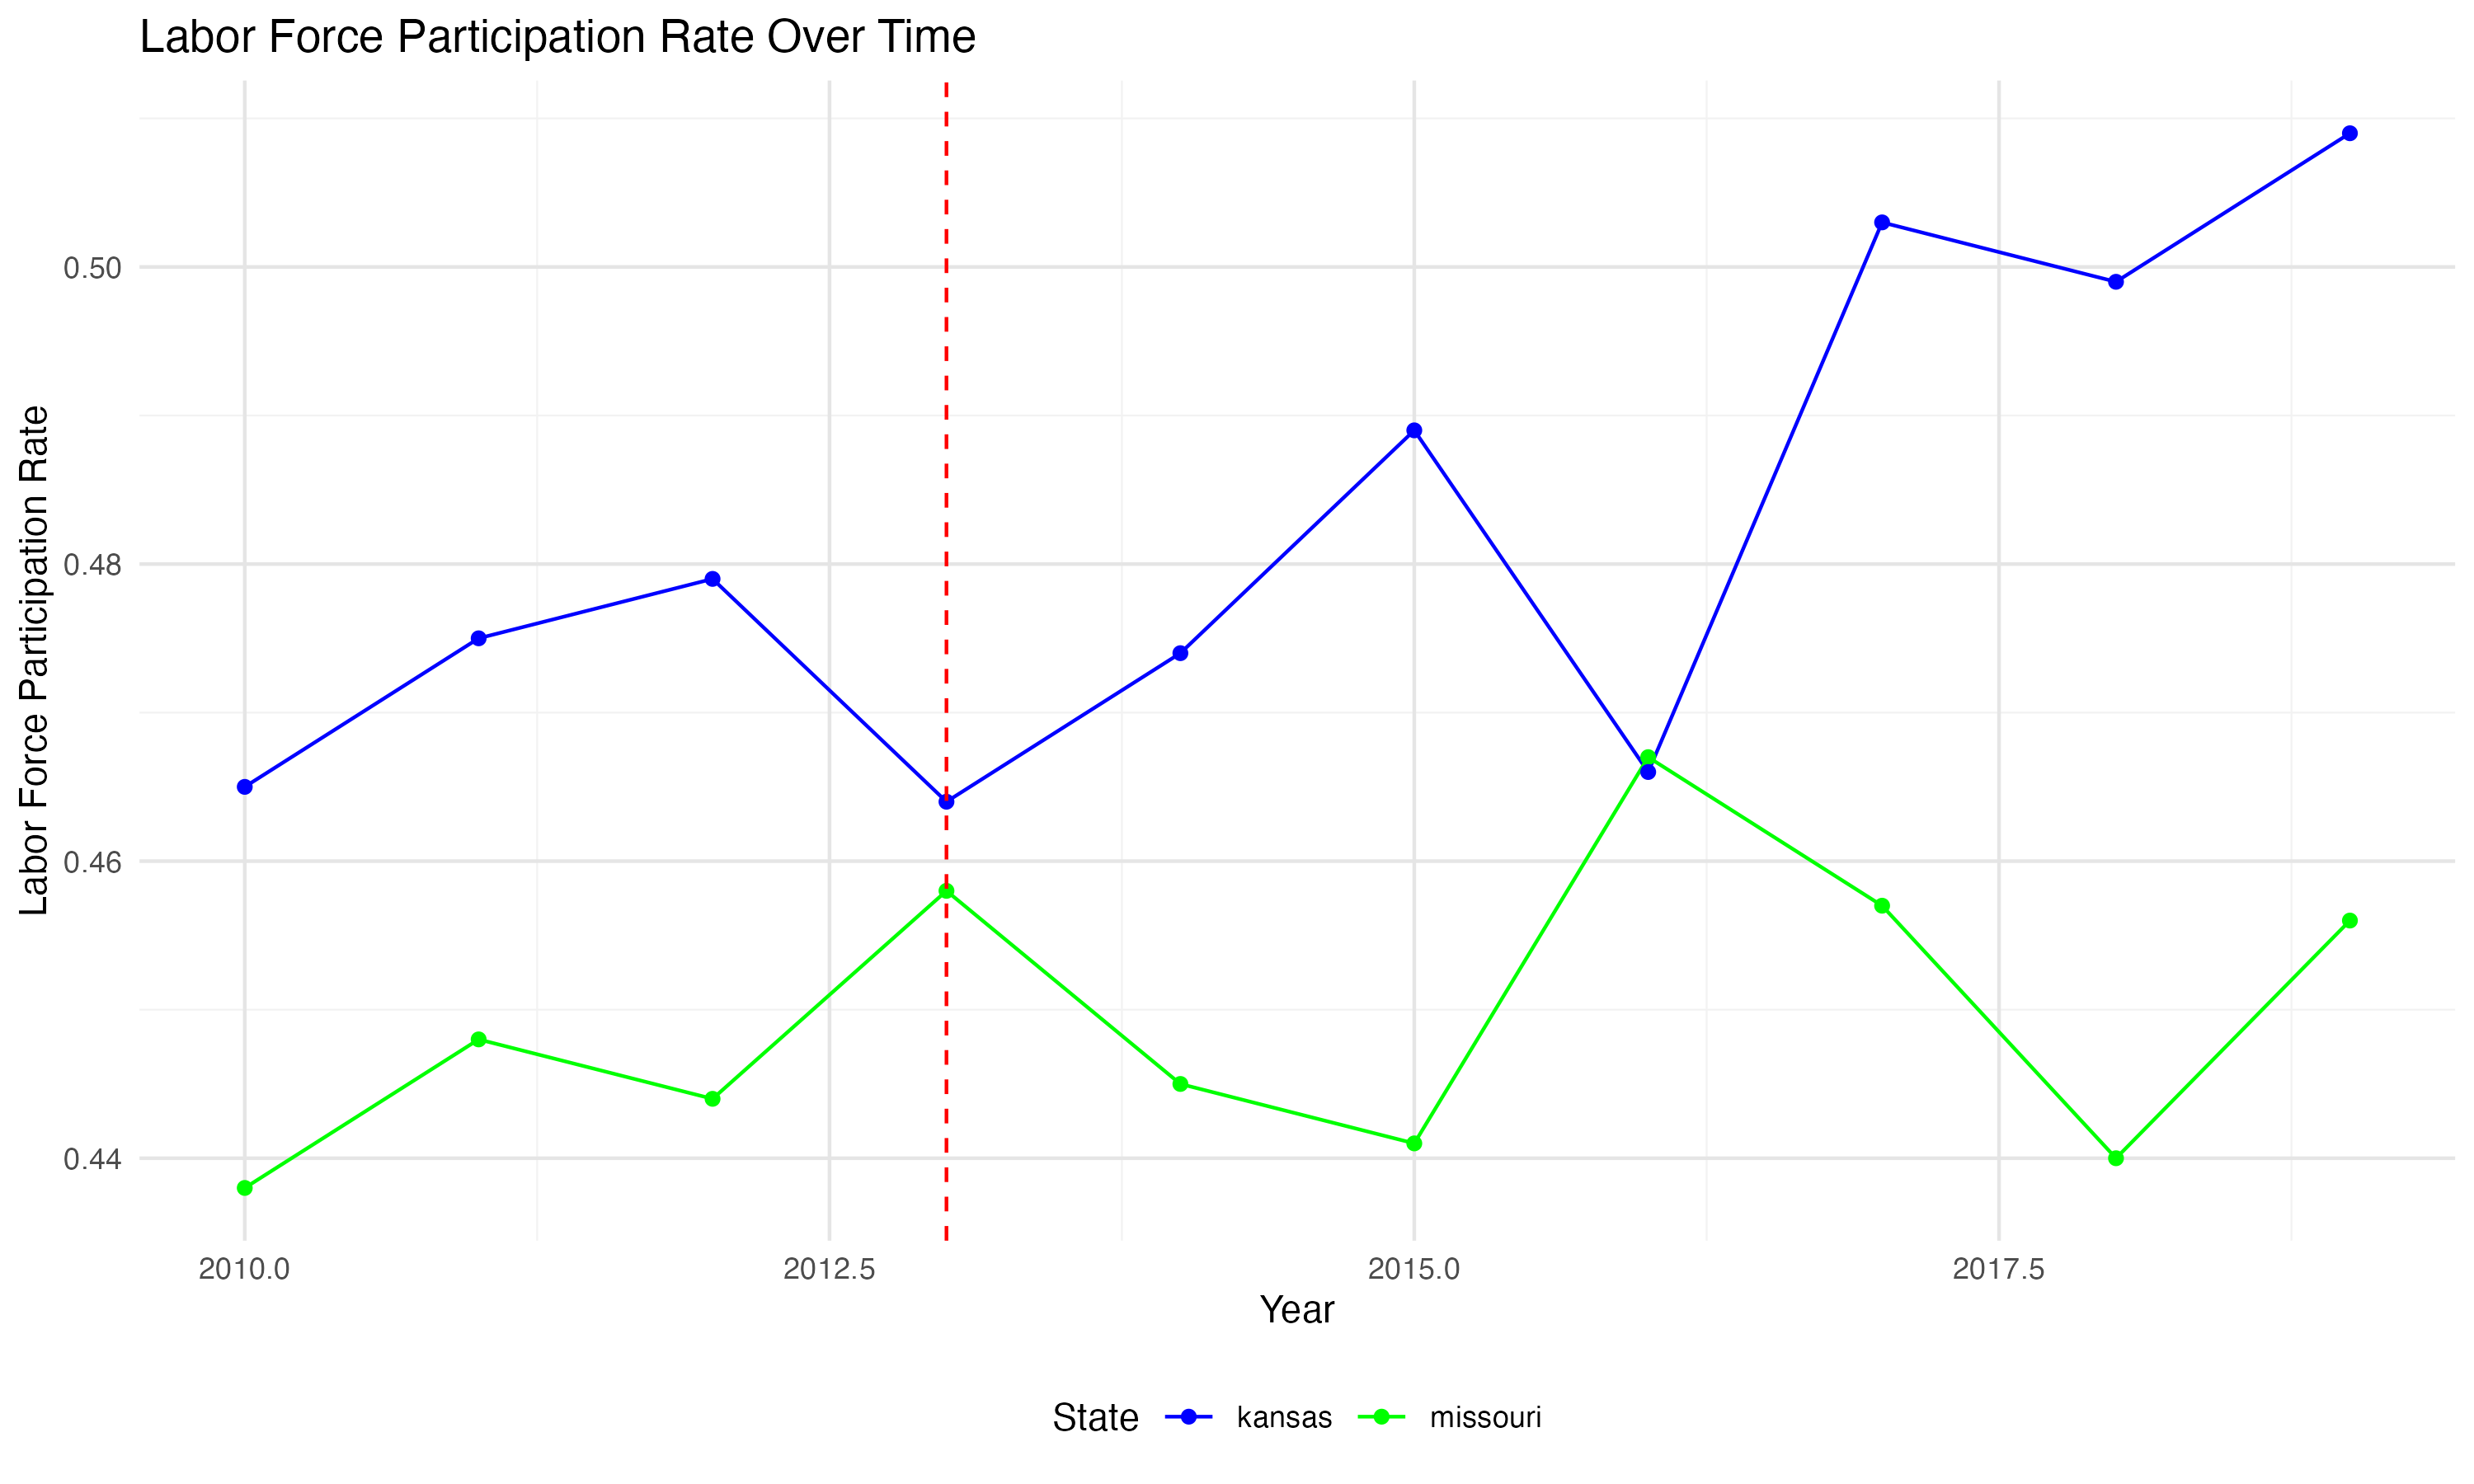 Labor Force Participation Rate Over Time
Labor Force Participation Rate
0.50
0.48
0.46
0.44
2010.0 2012.5 2015.0 2017.5
Year
State kansas missouri